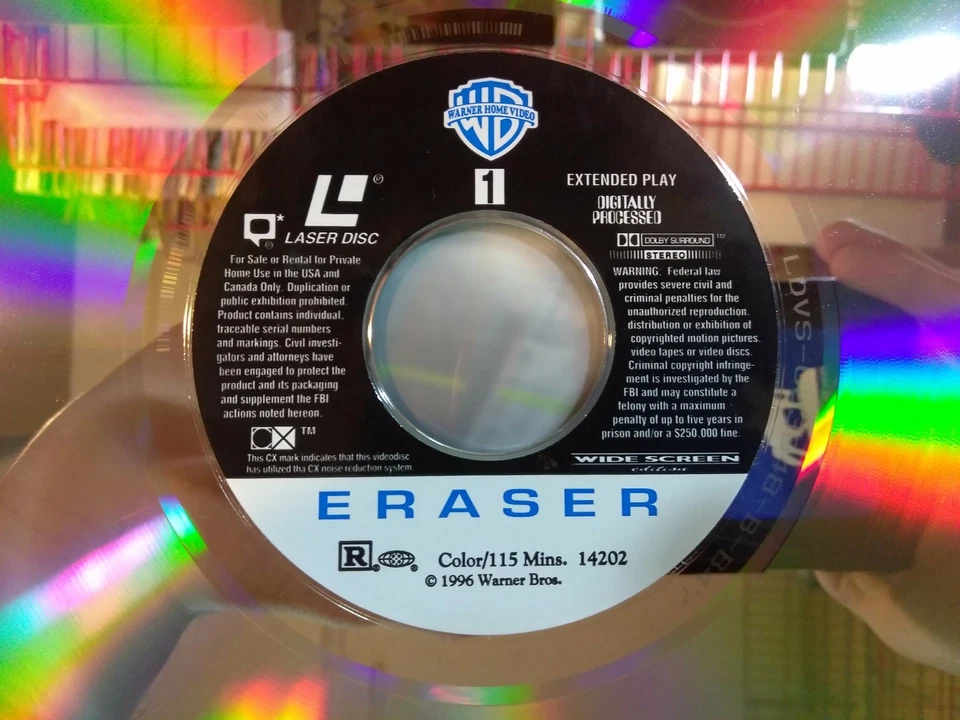 WARNER HOME VIDEO
1
LASER DISC
For Sale or Rental for Private
Home Use in the USA and
Canada Only. Duplication or
public exhibition prohibited.
Product contains individual,
traceable serial numbers
and markings. Civil investi-
gators and attorneys have
been engaged to protect the
product and its packaging
and supplement the FBI
actions noted hereon.
CX™
This CX mark indicates that this videodisc
has utilized tha CX noise reduction system.
EXTENDED PLAY
DIGITALLY
PROCESSED
DOLBY SURROUND™
STEREO
WARNING: Federal law
provides severe civil and
criminal penalties for the
unauthorized reproduction,
distribution or exhibition of
copyrighted motion pictures,
video tapes or video discs.
Criminal copyright infringe-
ment is investigated by the
FBI and may constitute a
felony with a maximum
penalty of up to five years in
prison and/or a $250,000 fine.
WIDE SCREEN
edition
ERASER
R® ® Color/115 Mins. 14202
© 1996 Warner Bros.